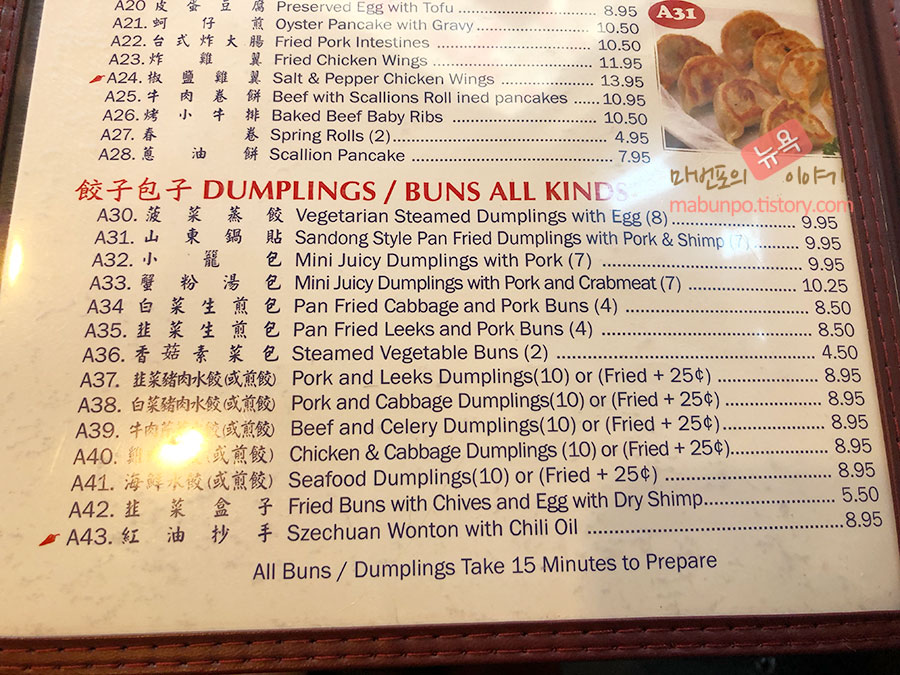 A20 皮蛋豆腐 Preserved Egg with Tofu 8.95
A21. 蚵仔煎 Oyster Pancake with Gravy 10.50
A22. 台式炸大腸 Fried Pork Intestines 10.50
A23. 炸雞翼 Fried Chicken Wings 11.95
A24. 椒鹽雞翼 Salt & Pepper Chicken Wings 13.95
A25. 牛肉卷餅 Beef with Scallions Roll ined pancakes 10.95
A26. 烤小牛排 Baked Beef Baby Ribs 10.50
A27. 春卷 Spring Rolls (2) 4.95
A28. 蔥油餅 Scallion Pancake 7.95
A31
뉴욕
마번포의 이야기
mabunpo.tistory.com
餃子包子 DUMPLINGS / BUNS ALL KINDS
A30. 菠菜蒸餃 Vegetarian Steamed Dumplings with Egg (8) 9.95
A31. 山東鍋貼 Sandong Style Pan Fried Dumplings with Pork & Shimp (7) 9.95
A32. 小籠包 Mini Juicy Dumplings with Pork (7) 9.95
A33. 蟹粉湯包 Mini Juicy Dumplings with Pork and Crabmeat (7) 10.25
A34 白菜生煎包 Pan Fried Cabbage and Pork Buns (4) 8.50
A35. 韭菜生煎包 Pan Fried Leeks and Pork Buns (4) 8.50
A36. 香菇素菜包 Steamed Vegetable Buns (2) 4.50
A37. 韭菜豬肉水餃(或煎餃) Pork and Leeks Dumplings(10) or (Fried + 25¢) 8.95
A38. 白菜豬肉水餃(或煎餃) Pork and Cabbage Dumplings(10) or (Fried + 25¢) 8.95
A39. 牛肉水餃(或煎餃) Beef and Celery Dumplings(10) or (Fried + 25¢) 8.95
A40. 雞(或煎餃) Chicken & Cabbage Dumplings (10) or (Fried + 25¢) 8.95
A41. 海鮮水餃(或煎餃) Seafood Dumplings(10) or (Fried + 25¢) 8.95
A42. 韭菜盒子 Fried Buns with Chives and Egg with Dry Shimp 5.50
A43. 紅油抄手 Szechuan Wonton with Chili Oil 8.95
All Buns / Dumplings Take 15 Minutes to Prepare